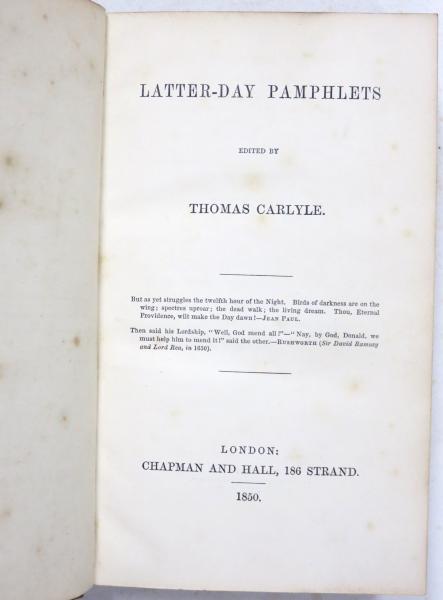 LATTER-DAY PAMPHLETS
EDITED BY
THOMAS CARLYLE.
But as yet struggles the twelfth hour of the Night. Birds of darkness are on the
wing; spectres uproar; the dead walk; the living dream. Thou, Eternal
Providence, wilt make the Day dawn!—JEAN PAUL.
Then said his Lordship, "Well, God mend all!"—"Nay, by God, Donald, we
must help him to mend it!" said the other.—RUSHWORTH (Sir David Ramsay
and Lord Rea, in 1630).
LONDON:
CHAPMAN AND HALL, 186 STRAND.
1850.